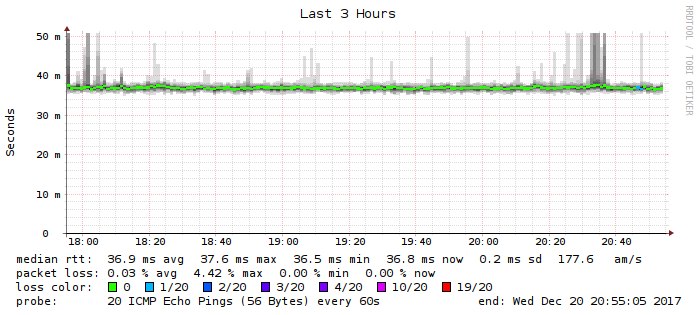 Last 3 Hours
RRDTOOL / TOBI OETIKER
Seconds
50 m
40 m
30 m
20 m
10 m
0
18:00 18:20 18:40 19:00 19:20 19:40 20:00 20:20 20:40
median rtt: 36.9 ms avg 37.6 ms max 36.5 ms min 36.8 ms now 0.2 ms sd 177.6 am/s
packet loss: 0.03 % avg 4.42 % max 0.00 % min 0.00 % now
loss color: 0 1/20 2/20 3/20 4/20 10/20 19/20
probe: 20 ICMP Echo Pings (56 Bytes) every 60s end: Wed Dec 20 20:55:05 2017